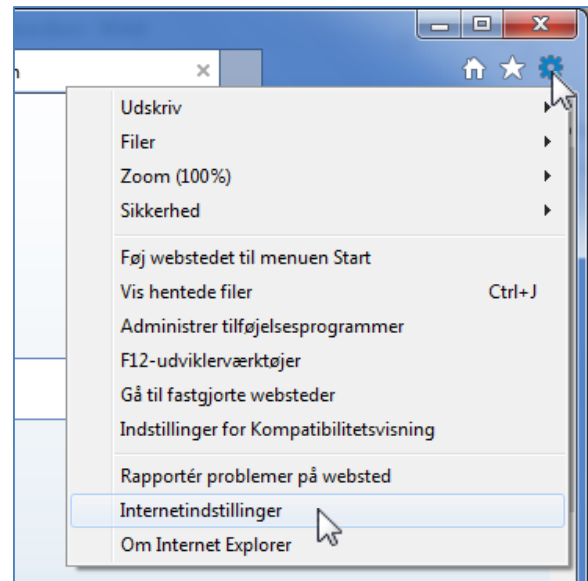 Udskriv
Filer
Zoom (100%)
Sikkerhed
Føj webstedet til menuen Start
Vis hentede filer Ctrl+J
Administrer tilføjelsesprogrammer
F12-udviklerværktøjer
Gå til fastgjorte websteder
Indstillinger for Kompatibilitetsvisning
Rapportér problemer på websted
Internetindstillinger
Om Internet Explorer